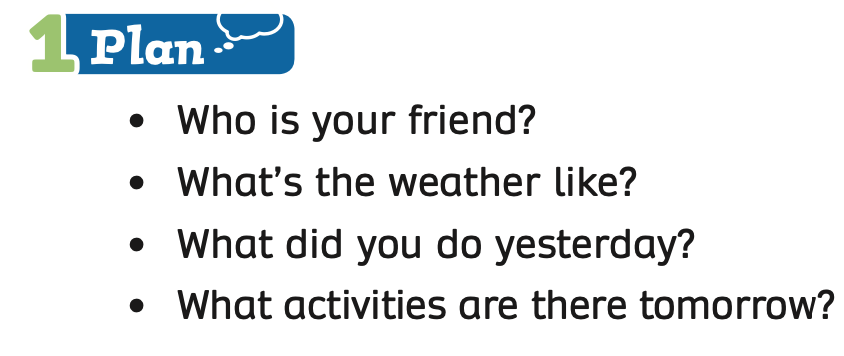 1 Plan
• Who is your friend?
• What's the weather like?
• What did you do yesterday?
• What activities are there tomorrow?